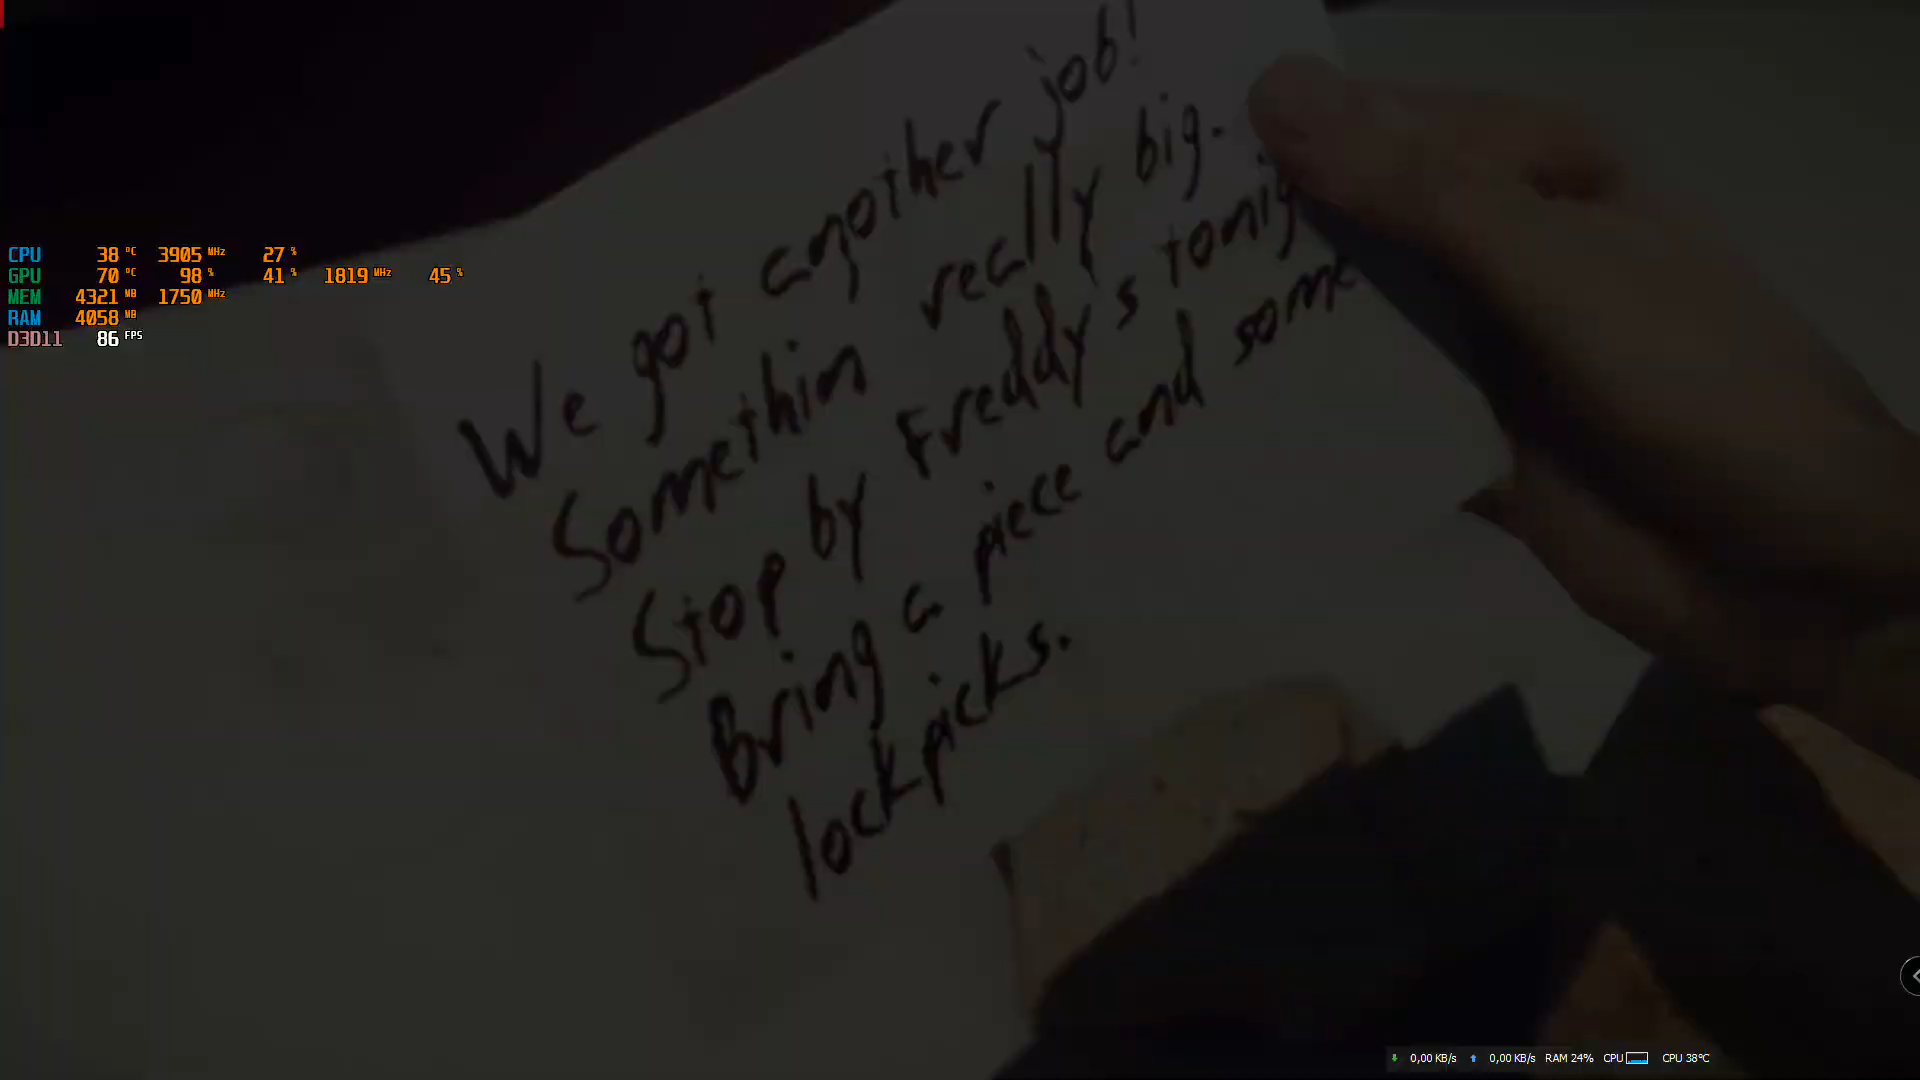 We got another job!
Somethin really big.
Stop by Freddy's tonig
Bring a piece and some
lockpicks.
CPU 38 °C 3905 MHz 27 %
GPU 70 °C 98 % 41 % 1819 MHz 45 %
MEM 4321 MB 1750 MHz
RAM 4058 MB
D3D11 86 FPS
0,00 KB/s 0,00 KB/s RAM 24% CPU CPU 38°C